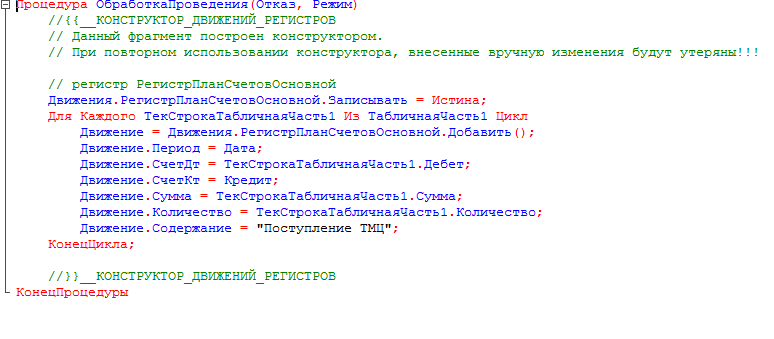 Процедура ОбработкаПроведения(Отказ, Режим)
//{{__КОНСТРУКТОР_ДВИЖЕНИЙ_РЕГИСТРОВ
// Данный фрагмент построен конструктором.
// При повторном использовании конструктора, внесенные вручную изменения будут утеряны!!!
// регистр РегистрПланСчетовОсновной
Движения.РегистрПланСчетовОсновной.Записывать = Истина;
Для Каждого ТекСтрокаТабличнаяЧасть1 Из ТабличнаяЧасть1 Цикл
Движение = Движения.РегистрПланСчетовОсновной.Добавить();
Движение.Период = Дата;
Движение.СчетДт = ТекСтрокаТабличнаяЧасть1.Дебет;
Движение.СчетКт = Кредит;
Движение.Сумма = ТекСтрокаТабличнаяЧасть1.Сумма;
Движение.Количество = ТекСтрокаТабличнаяЧасть1.Количество;
Движение.Содержание = "Поступление ТМЦ";
КонецЦикла;
//}}__КОНСТРУКТОР_ДВИЖЕНИЙ_РЕГИСТРОВ
КонецПроцедуры